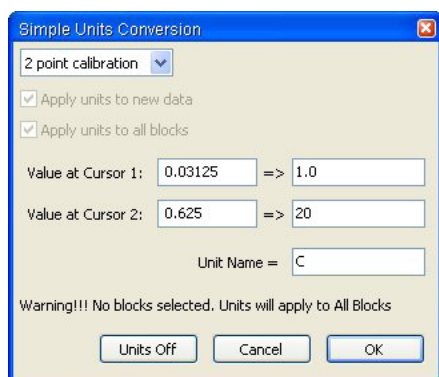 Simple Units Conversion
2 point calibration
Apply units to new data
Apply units to all blocks
Value at Cursor 1: 0.03125 => 1.0
Value at Cursor 2: 0.625 => 20
Unit Name = C
Warning!!! No blocks selected. Units will apply to All Blocks
Units Off Cancel OK